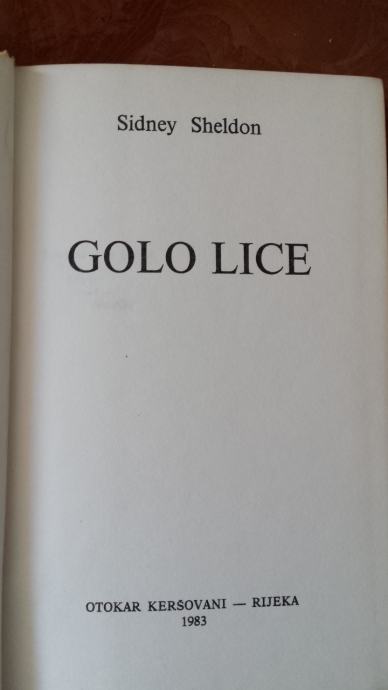 Sidney Sheldon
GOLO LICE
OTOKAR KERŠOVANI — RIJEKA
1983